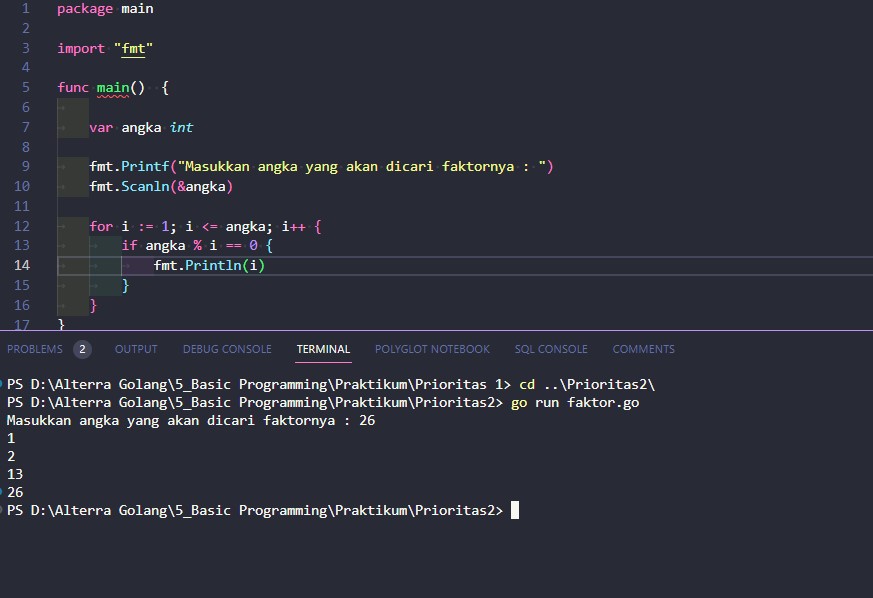 1 package main
2
3 import "fmt"
4
5 func main() {
6
7 var angka int
8
9 fmt.Printf("Masukkan angka yang akan dicari faktornya : ")
10 fmt.Scanln(&angka)
11
12 for i := 1; i <= angka; i++ {
13 if angka % i == 0 {
14 fmt.Println(i)
15 }
16 }
17 }
PROBLEMS 2 OUTPUT DEBUG CONSOLE TERMINAL POLYGLOT NOTEBOOK SQL CONSOLE COMMENTS
PS D:\Alterra Golang\5_Basic Programming\Praktikum\Prioritas 1> cd ..\Prioritas2\
PS D:\Alterra Golang\5_Basic Programming\Praktikum\Prioritas2> go run faktor.go
Masukkan angka yang akan dicari faktornya : 26
1
2
13
26
PS D:\Alterra Golang\5_Basic Programming\Praktikum\Prioritas2>